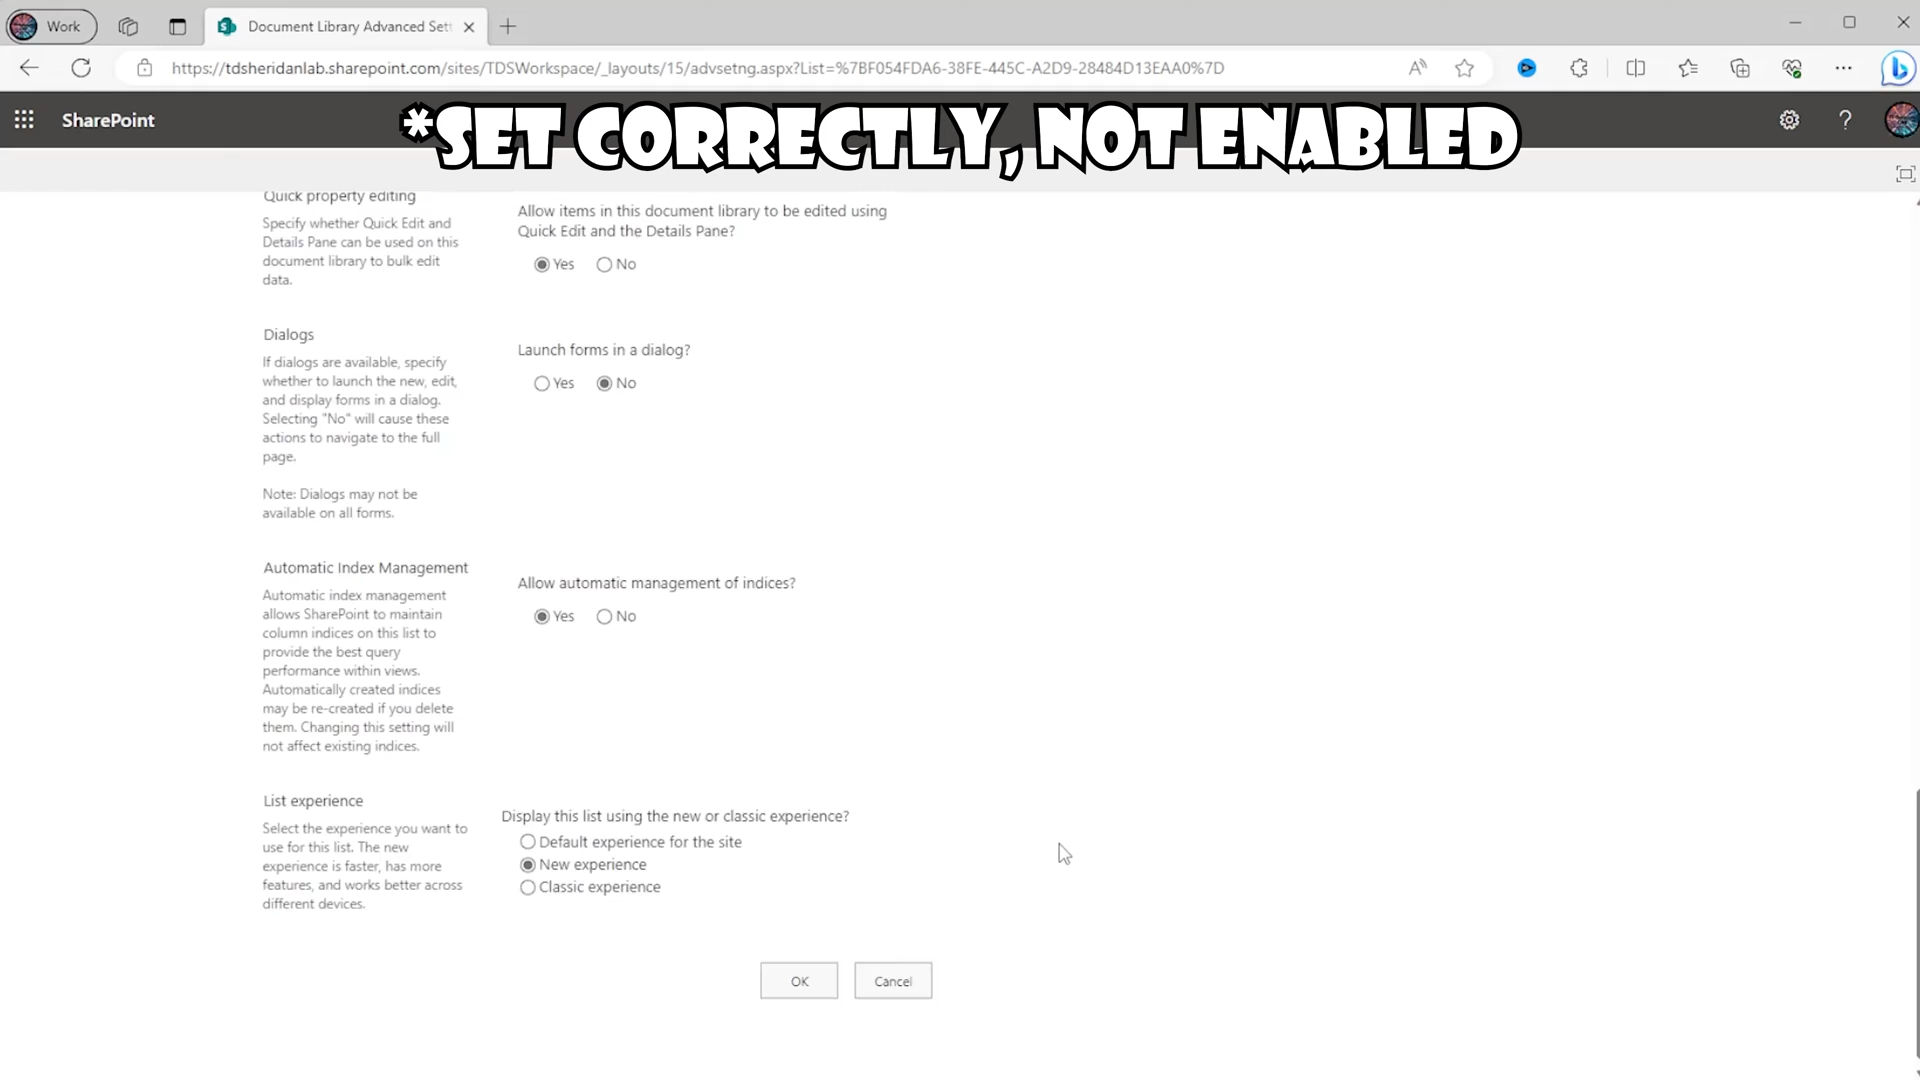 Work
Document Library Advanced Sett
https://tdsheridanlab.sharepoint.com/sites/TDSWorkspace/_layouts/15/advsetng.aspx?List=%7BF054FDA6-38FE-445C-A2D9-28484D13EAA0%7D
SharePoint
*SET CORRECTLY, NOT ENABLED
Quick property editing
Specify whether Quick Edit and
Details Pane can be used on this
document library to bulk edit
data.
Allow items in this document library to be edited using
Quick Edit and the Details Pane?
Yes No
Dialogs
If dialogs are available, specify
whether to launch the new, edit,
and display forms in a dialog.
Selecting "No" will cause these
actions to navigate to the full
page.
Note: Dialogs may not be
available on all forms.
Launch forms in a dialog?
Yes No
Automatic Index Management
Automatic index management
allows SharePoint to maintain
column indices on this list to
provide the best query
performance within views.
Automatically created indices
may be re-created if you delete
them. Changing this setting will
not affect existing indices.
Allow automatic management of indices?
Yes No
List experience
Select the experience you want to
use for this list. The new
experience is faster, has more
features, and works better across
different devices.
Display this list using the new or classic experience?
Default experience for the site
New experience
Classic experience
OK Cancel